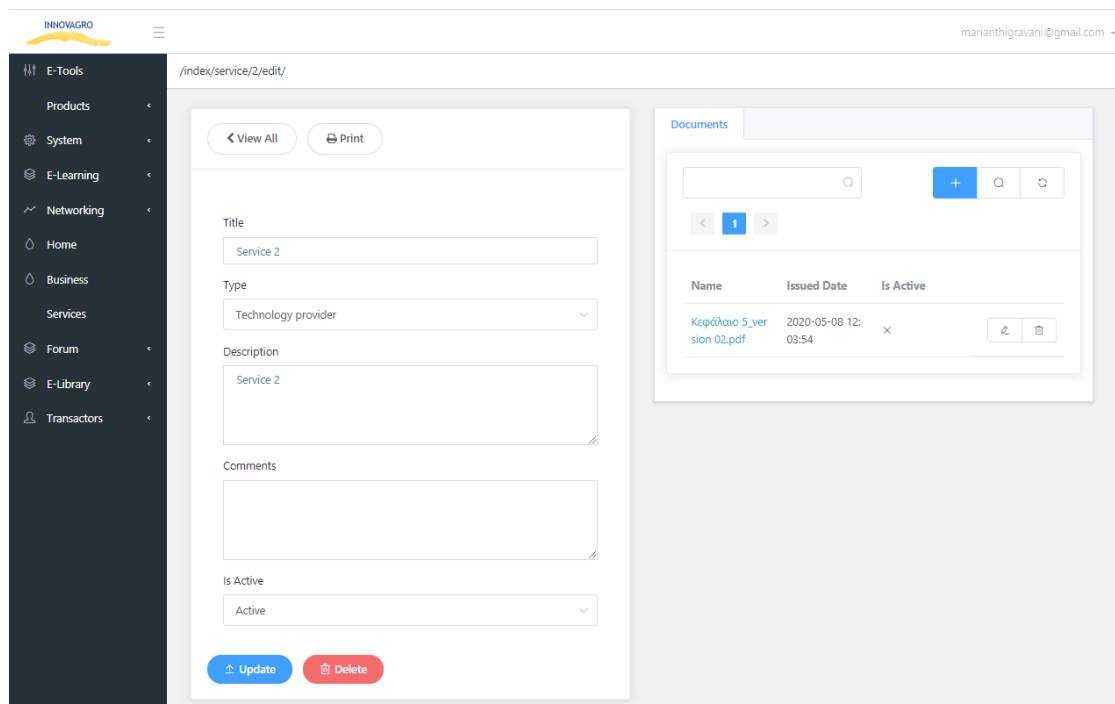 INNOVAGRO
marianthigravani@gmail.com
E-Tools
Products
System
E-Learning
Networking
Home
Business
Services
Forum
E-Library
Transactors
/index/service/2/edit/
View All
Print
Title
Service 2
Type
Technology provider
Description
Service 2
Comments
Is Active
Active
Update
Delete
Documents
1
Name Issued Date Is Active
Κεφάλαιο 5_ver 2020-05-08 12:
sion 02.pdf 03:54